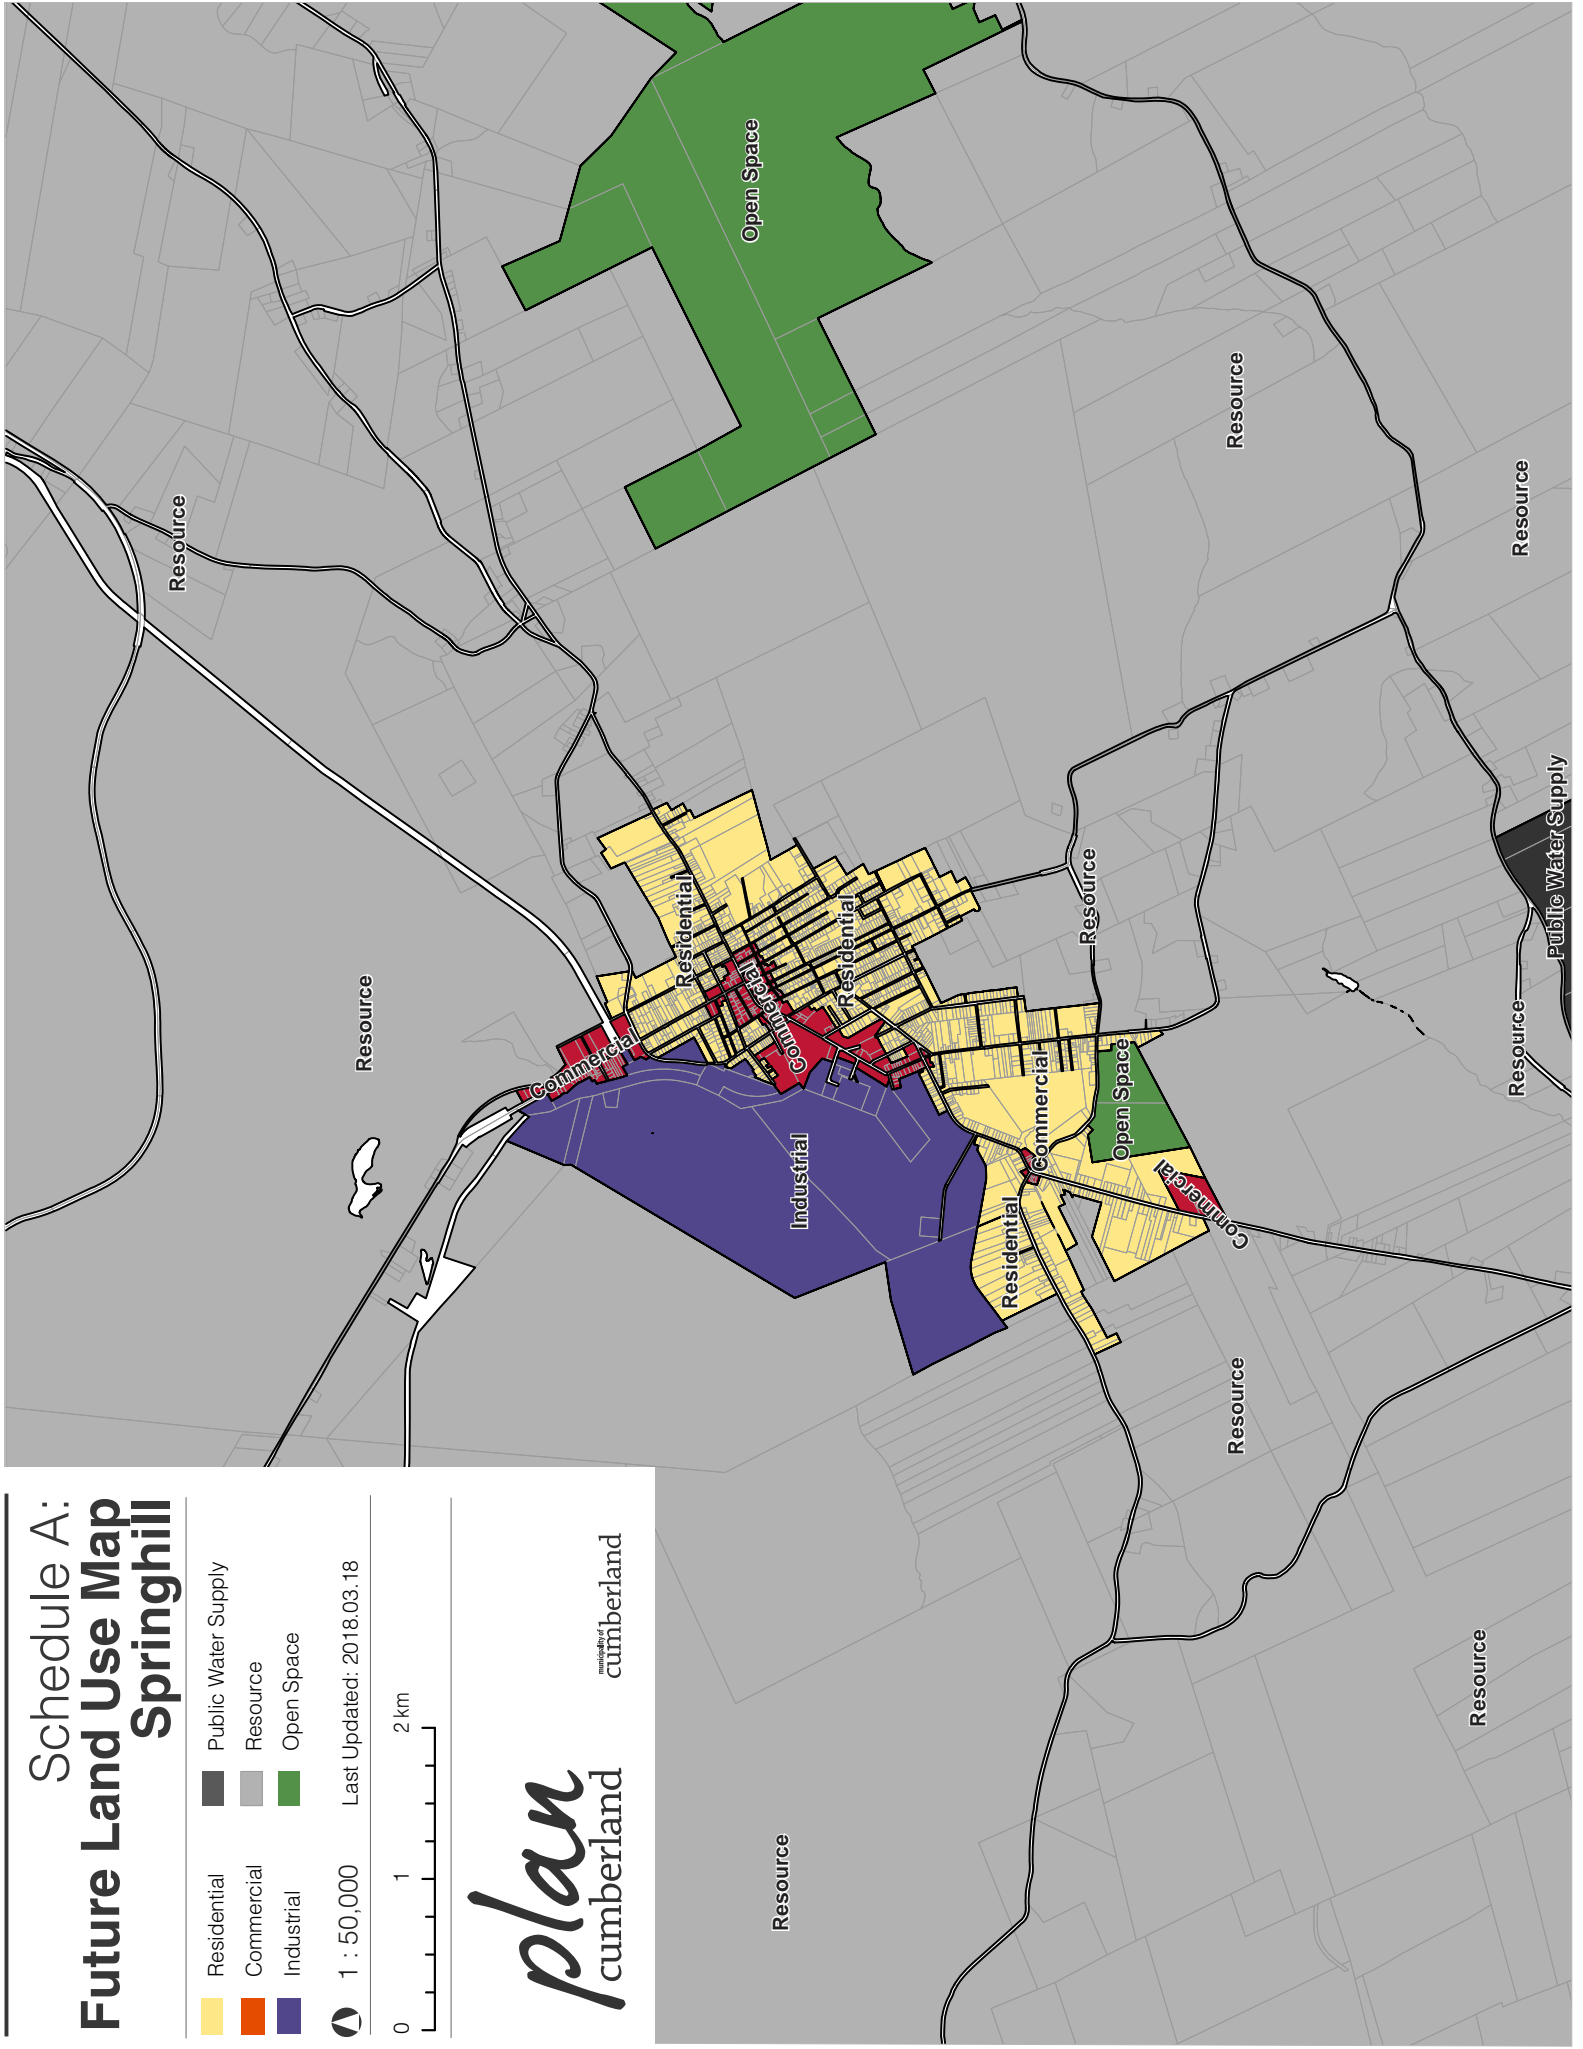 Schedule A:
Future Land Use Map
Springhill
Residential
Commercial
Industrial
Public Water Supply
Resource
Open Space
1 : 50,000
Last Updated: 2018.03.18
0 1 2 km
plan
cumberland
municipality of
cumberland
Resource
Resource
Open Space
Commercial
Residential
Commercial
Residential
Industrial
Residential
Commercial
Open Space
Commercial
Resource
Resource
Resource
Resource
Public Water Supply
Resource
Resource
Resource
Resource